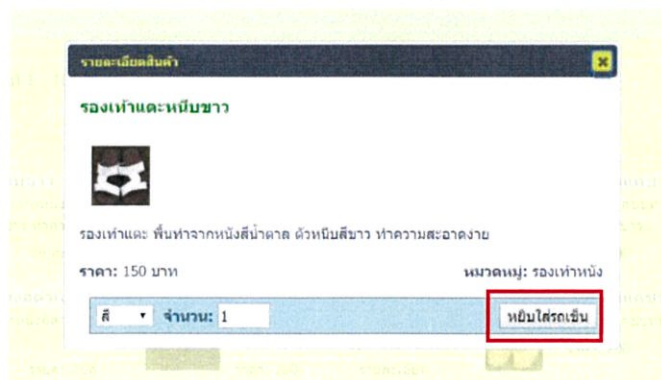 รายละเอียดสินค้า
รองเท้าแตะหนีบขาว
รองเท้าแตะ พื้นทำจากหนังสีน้ำตาล ตัวหนีบสีขาว ทำความสะอาดง่าย
ราคา: 150 บาท หมวดหมู่: รองเท้าหนัง
สี จำนวน: 1 หยิบใส่รถเข็น